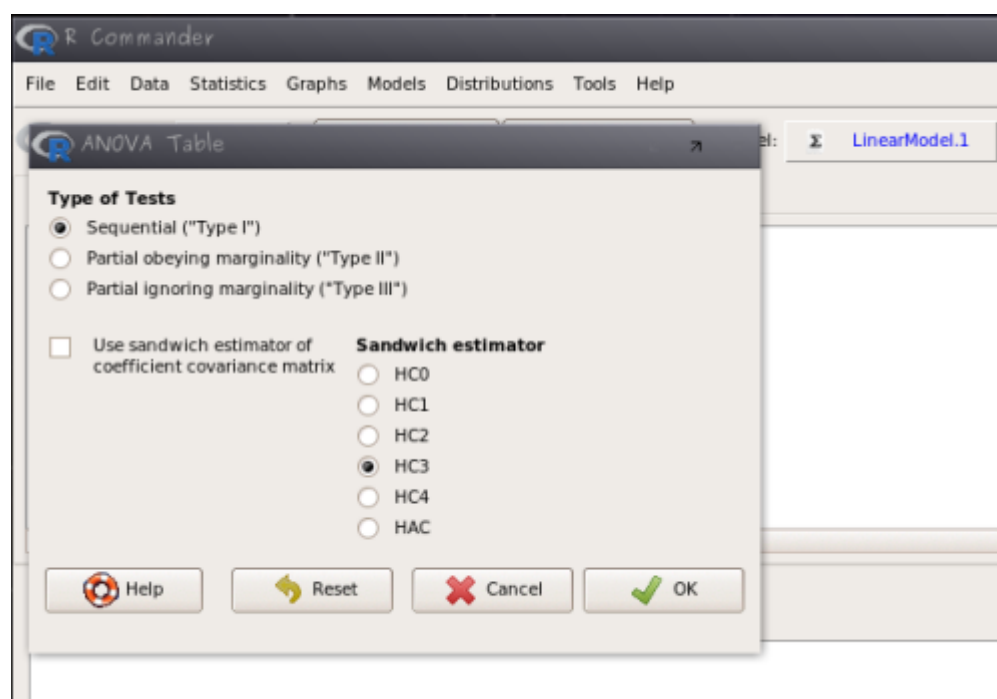 R Commander
File Edit Data Statistics Graphs Models Distributions Tools Help
ANOVA Table
el: Σ LinearModel.1
Type of Tests
Sequential ("Type I")
Partial obeying marginality ("Type II")
Partial ignoring marginality ("Type III")
Use sandwich estimator of
coefficient covariance matrix
Sandwich estimator
HC0
HC1
HC2
HC3
HC4
HAC
Help Reset Cancel OK